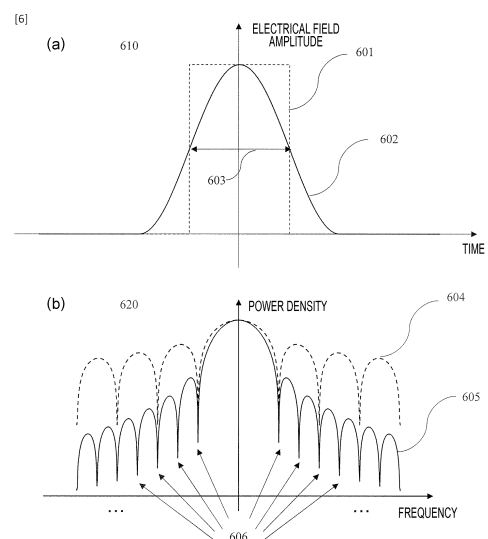 [6]
(a)
610
ELECTRICAL FIELD
AMPLITUDE
601
602
603
TIME
(b)
620
POWER DENSITY
604
605
...
...
FREQUENCY
606